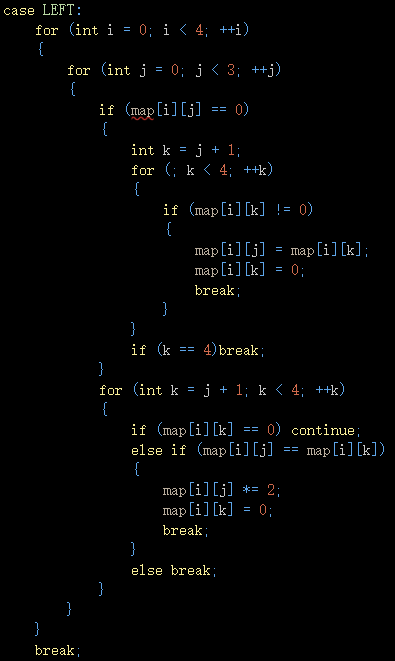 case LEFT:
    for (int i = 0; i < 4; ++i)
    {
        for (int j = 0; j < 3; ++j)
        {
            if (map[i][j] == 0)
            {
                int k = j + 1;
                for (; k < 4; ++k)
                {
                    if (map[i][k] != 0)
                    {
                        map[i][j] = map[i][k];
                        map[i][k] = 0;
                        break;
                    }
                }
                if (k == 4)break;
            }
            for (int k = j + 1; k < 4; ++k)
            {
                if (map[i][k] == 0) continue;
                else if (map[i][j] == map[i][k])
                {
                    map[i][j] *= 2;
                    map[i][k] = 0;
                    break;
                }
                else break;
            }
        }
    }
    break;